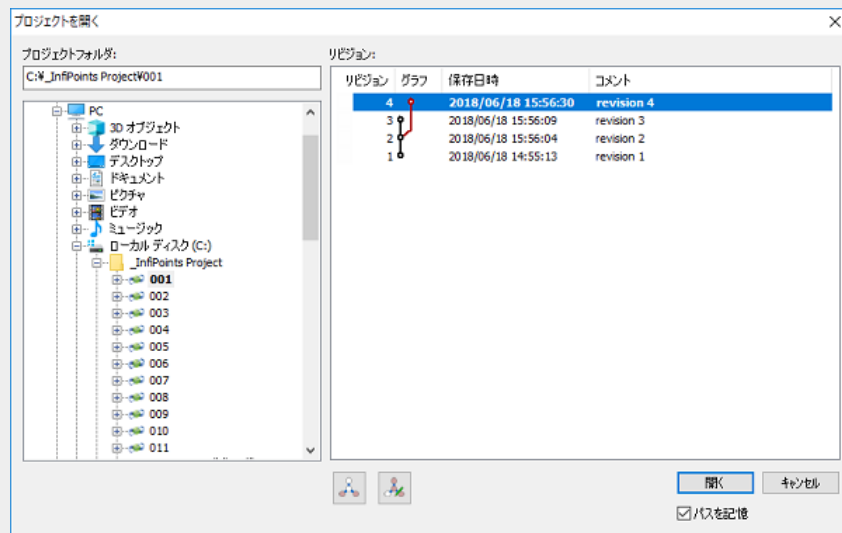 プロジェクトを開く
プロジェクトフォルダ:
C:¥_InfiPoints Project¥001
PC
3D オブジェクト
ダウンロード
デスクトップ
ドキュメント
ピクチャ
ビデオ
ミュージック
ローカル ディスク (C:)
_InfiPoints Project
001
002
003
004
005
006
007
008
009
010
011
リビジョン:
リビジョン グラフ 保存日時 コメント
4 2018/06/18 15:56:30 revision 4
3 2018/06/18 15:56:09 revision 3
2 2018/06/18 15:56:04 revision 2
1 2018/06/18 14:55:13 revision 1
開く キャンセル
パスを記憶